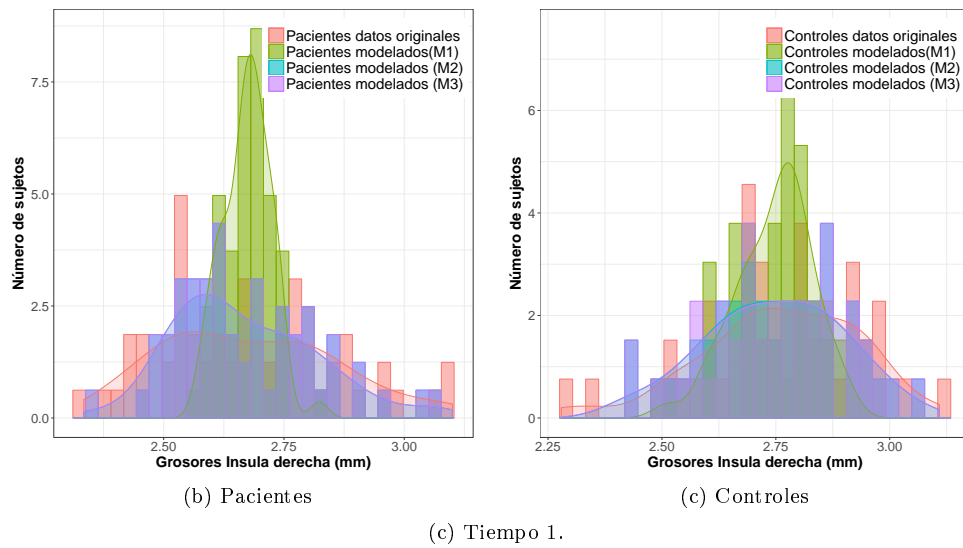 Pacientes datos originales
Pacientes modelados(M1)
Pacientes modelados (M2)
Pacientes modelados (M3)
Número de sujetos
7.5
5.0
2.5
0.0
2.50
2.75
3.00
Grosores Insula derecha (mm)
(b) Pacientes
Controles datos originales
Controles modelados(M1)
Controles modelados (M2)
Controles modelados (M3)
Número de sujetos
6
4
2
0
2.25
2.50
2.75
3.00
Grosores Insula derecha (mm)
(c) Controles
(c) Tiempo 1.